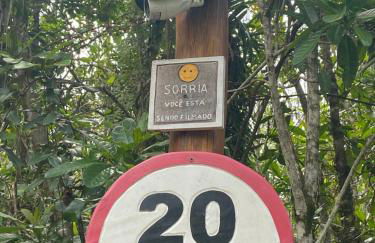 SORRIA
VOCÊ ESTÁ
SENDO FILMADO
20